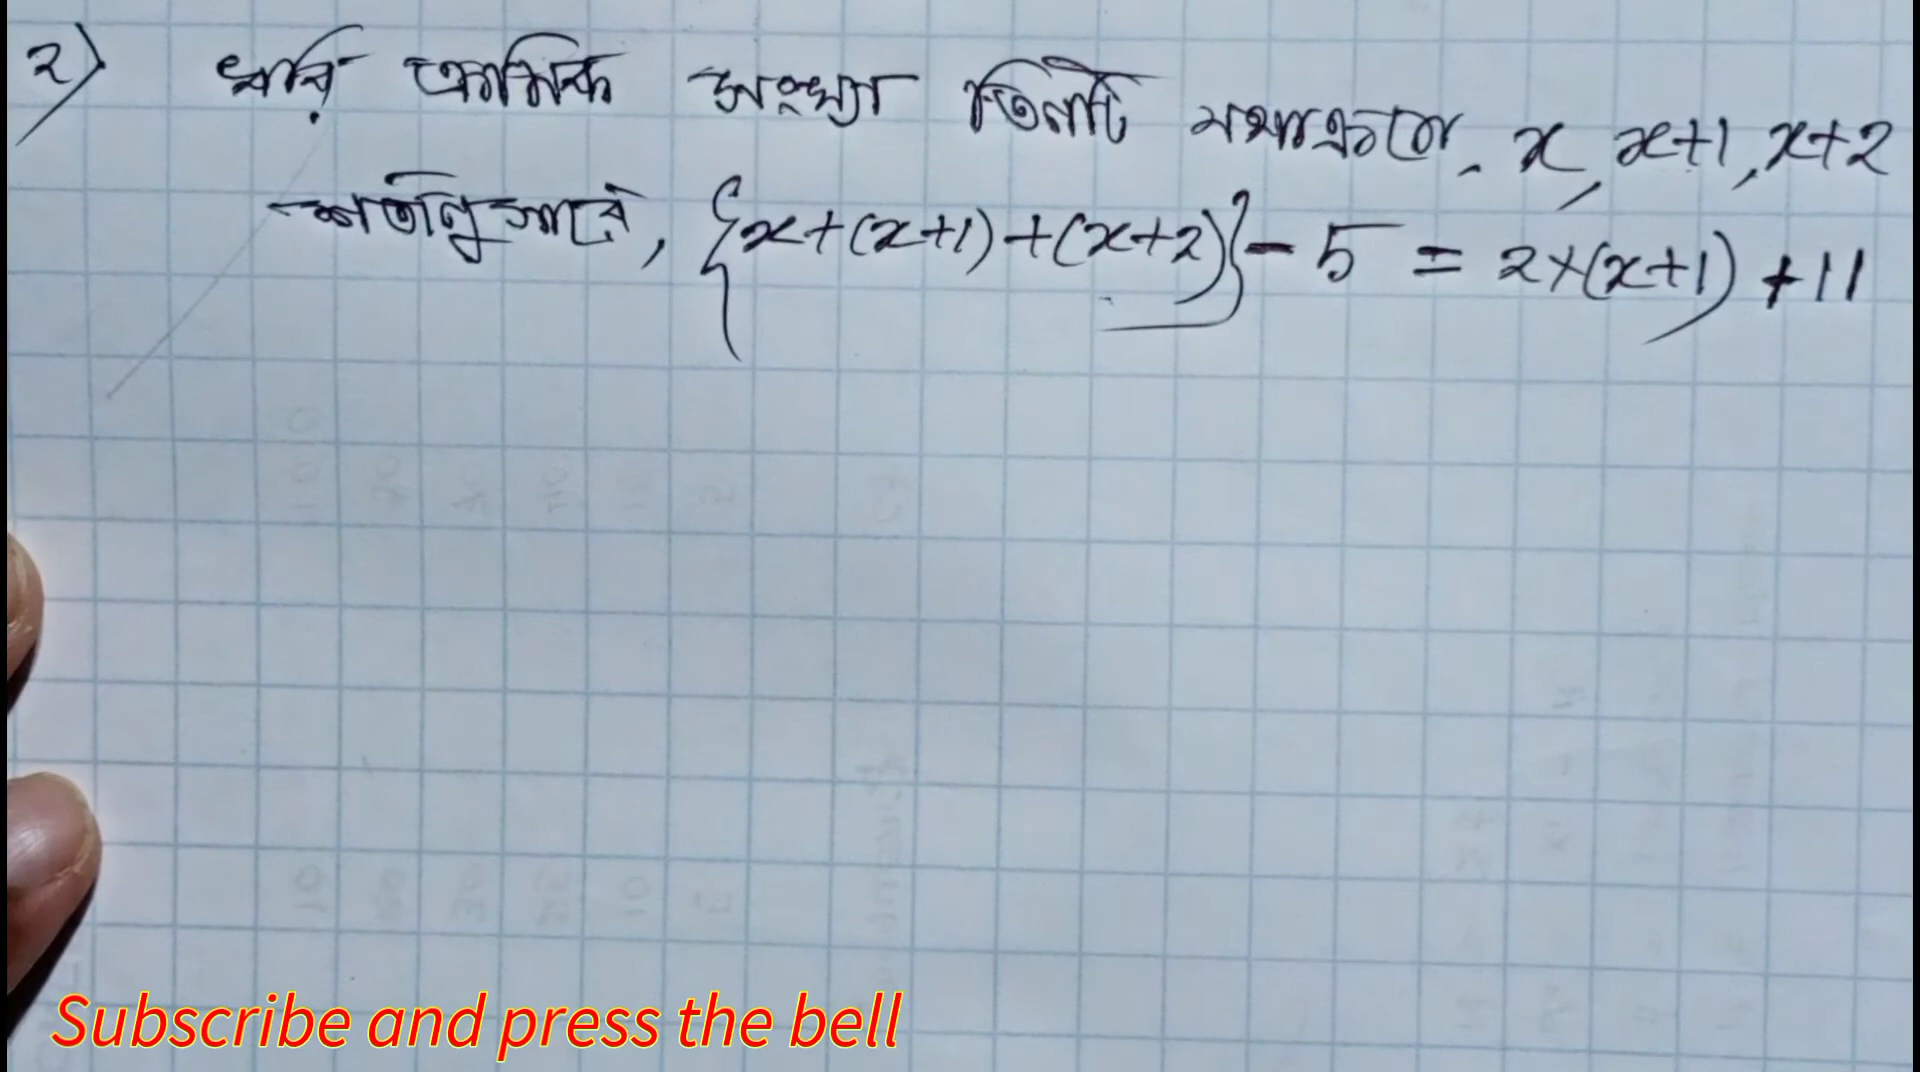 ২) ধরি ক্রমিক সংখ্যা তিনটি যথাক্রমে, x, x+1, x+2
শর্তানুসারে, {x+(x+1)+(x+2)} - 5 = 2×(x+1) + 11
Subscribe and press the bell